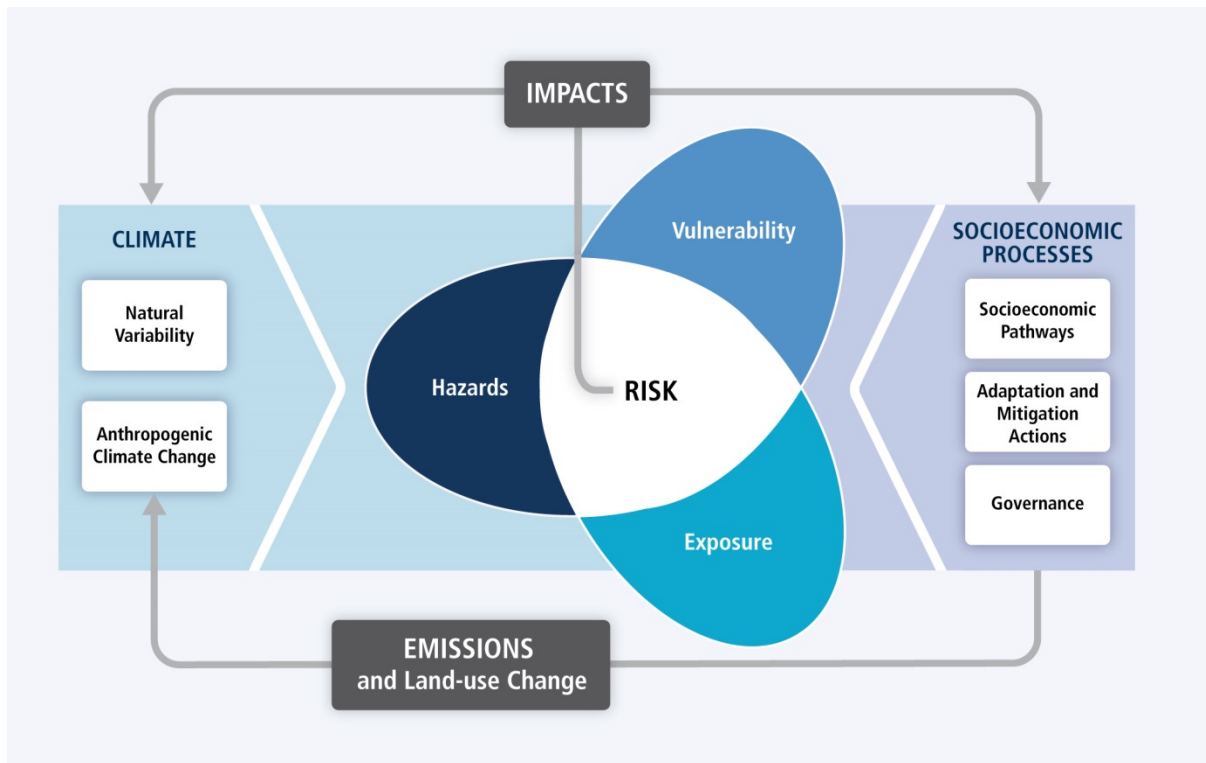 IMPACTS
CLIMATE
Natural
Variability
Anthropogenic
Climate Change
Vulnerability
Hazards
RISK
Exposure
SOCIOECONOMIC
PROCESSES
Socioeconomic
Pathways
Adaptation and
Mitigation
Actions
Governance
EMISSIONS
and Land-use Change